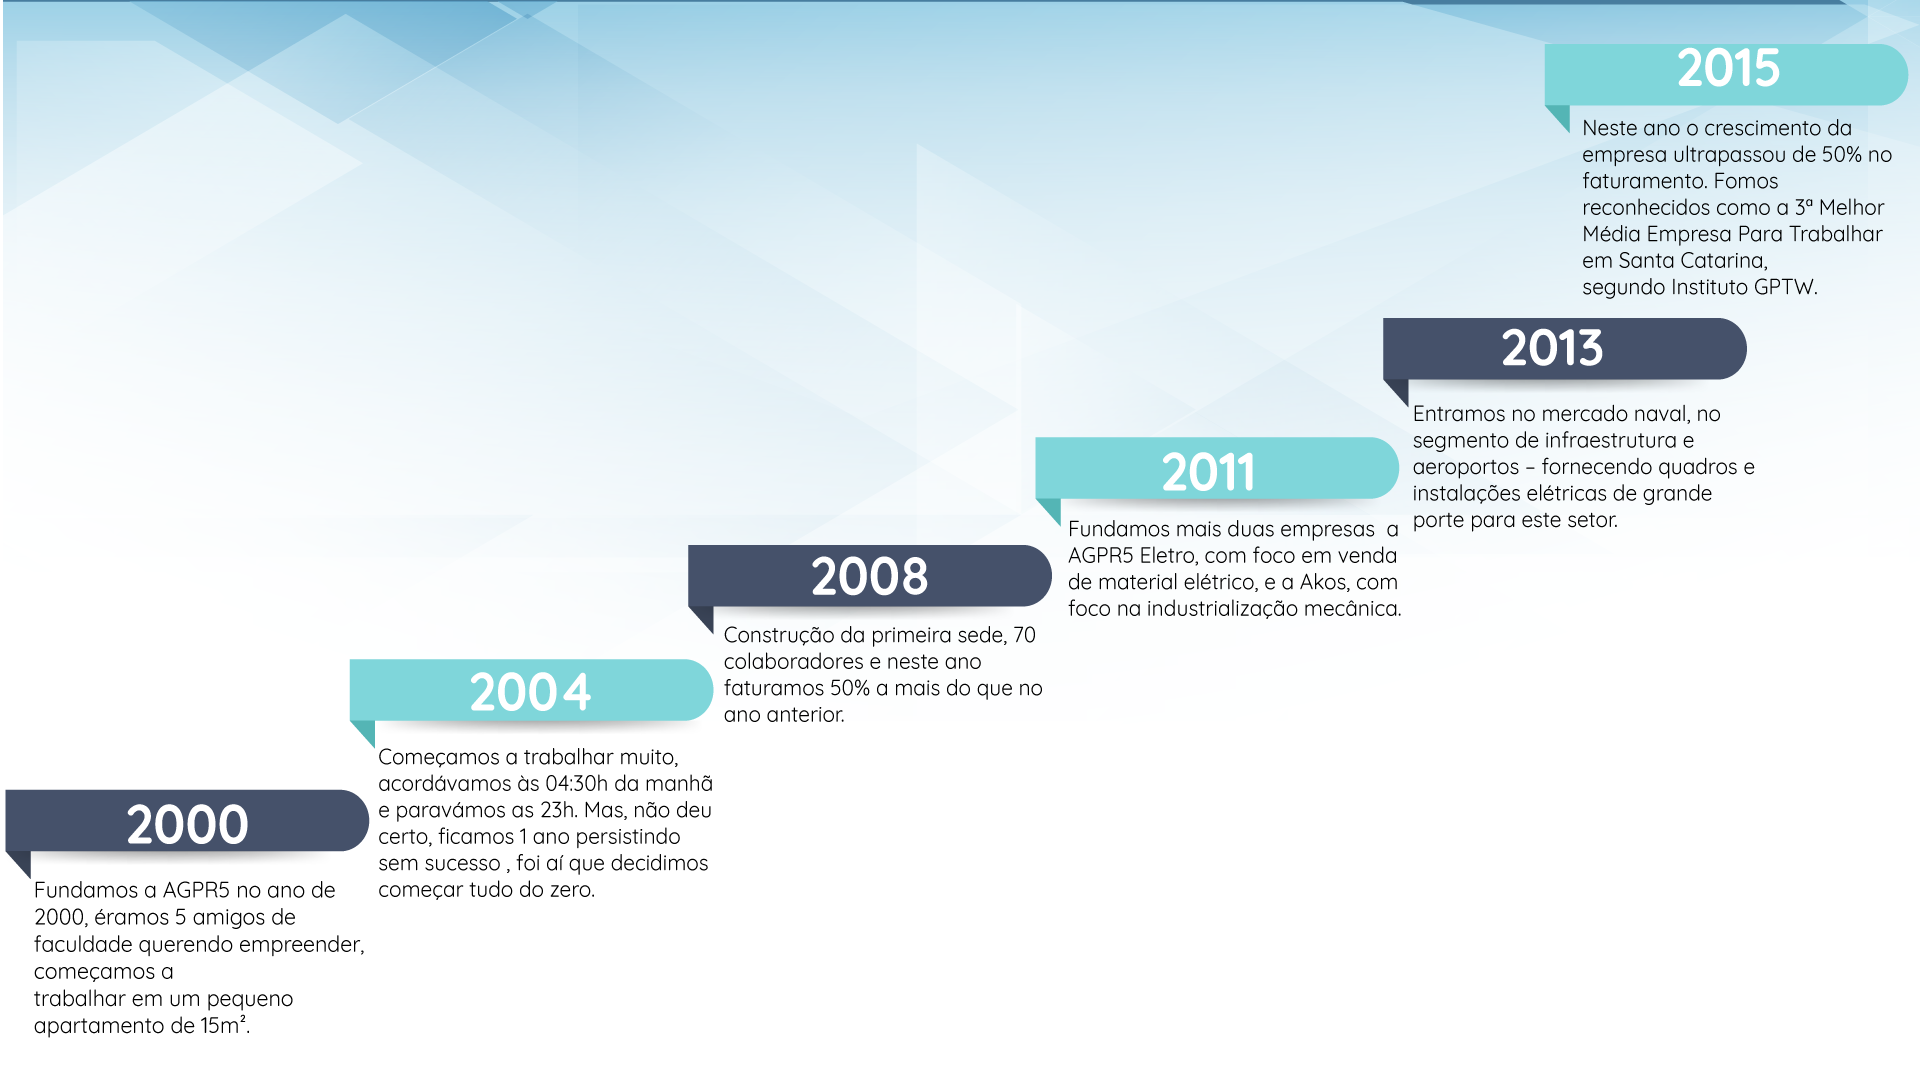 2000
Fundamos a AGPR5 no ano de
2000, éramos 5 amigos de
faculdade querendo empreender,
começamos a
trabalhar em um pequeno
apartamento de 15m².
2004
Começamos a trabalhar muito,
acordávamos às 04:30h da manhã
e paravámos as 23h. Mas, não deu
certo, ficamos 1 ano persistindo
sem sucesso , foi aí que decidimos
começar tudo do zero.
2008
Construção da primeira sede, 70
colaboradores e neste ano
faturamos 50% a mais do que no
ano anterior.
2011
Fundamos mais duas empresas  a
AGPR5 Eletro, com foco em venda
de material elétrico, e a Akos, com
foco na industrialização mecânica.
2013
Entramos no mercado naval, no
segmento de infraestrutura e
aeroportos – fornecendo quadros e
instalações elétricas de grande
porte para este setor.
2015
Neste ano o crescimento da
empresa ultrapassou de 50% no
faturamento. Fomos
reconhecidos como a 3ª Melhor
Média Empresa Para Trabalhar
em Santa Catarina,
segundo Instituto GPTW.